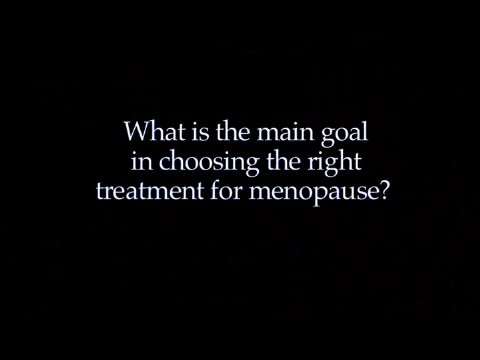 What is the main goal
in choosing the right
treatment for menopause?